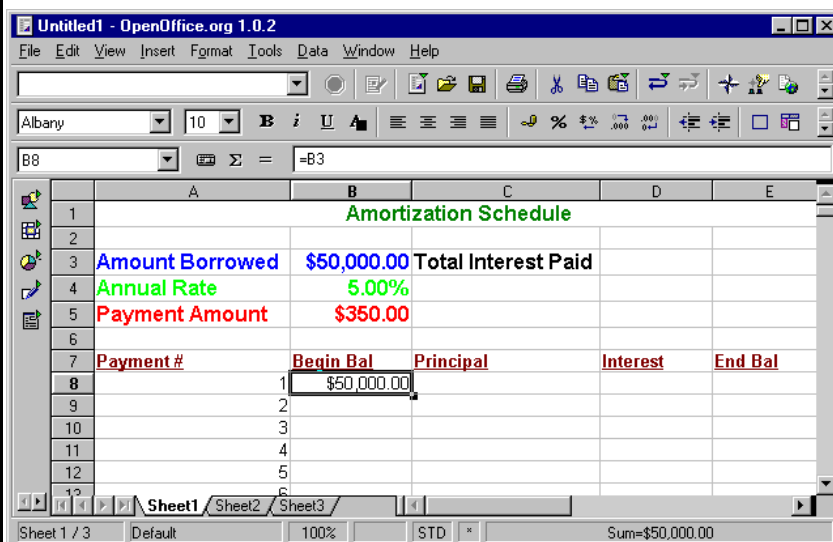 Untitled1 - OpenOffice.org 1.0.2
File Edit View Insert Format Tools Data Window Help
Albany 10 B i U A
B8 Σ = =B3
A B C D E
1 Amortization Schedule
2
3 Amount Borrowed $50,000.00 Total Interest Paid
4 Annual Rate 5.00%
5 Payment Amount $350.00
6
7 Payment # Begin Bal Principal Interest End Bal
8 1 $50,000.00
9 2
10 3
11 4
12 5
13 6
Sheet1 Sheet2 Sheet3
Sheet 1 / 3 Default 100% STD * Sum=$50,000.00